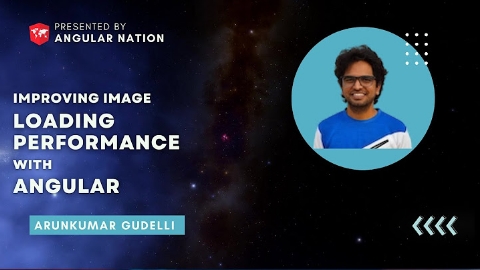 PRESENTED BY
ANGULAR NATION
IMPROVING IMAGE
LOADING
PERFORMANCE
WITH
ANGULAR
ARUNKUMAR GUDELLI